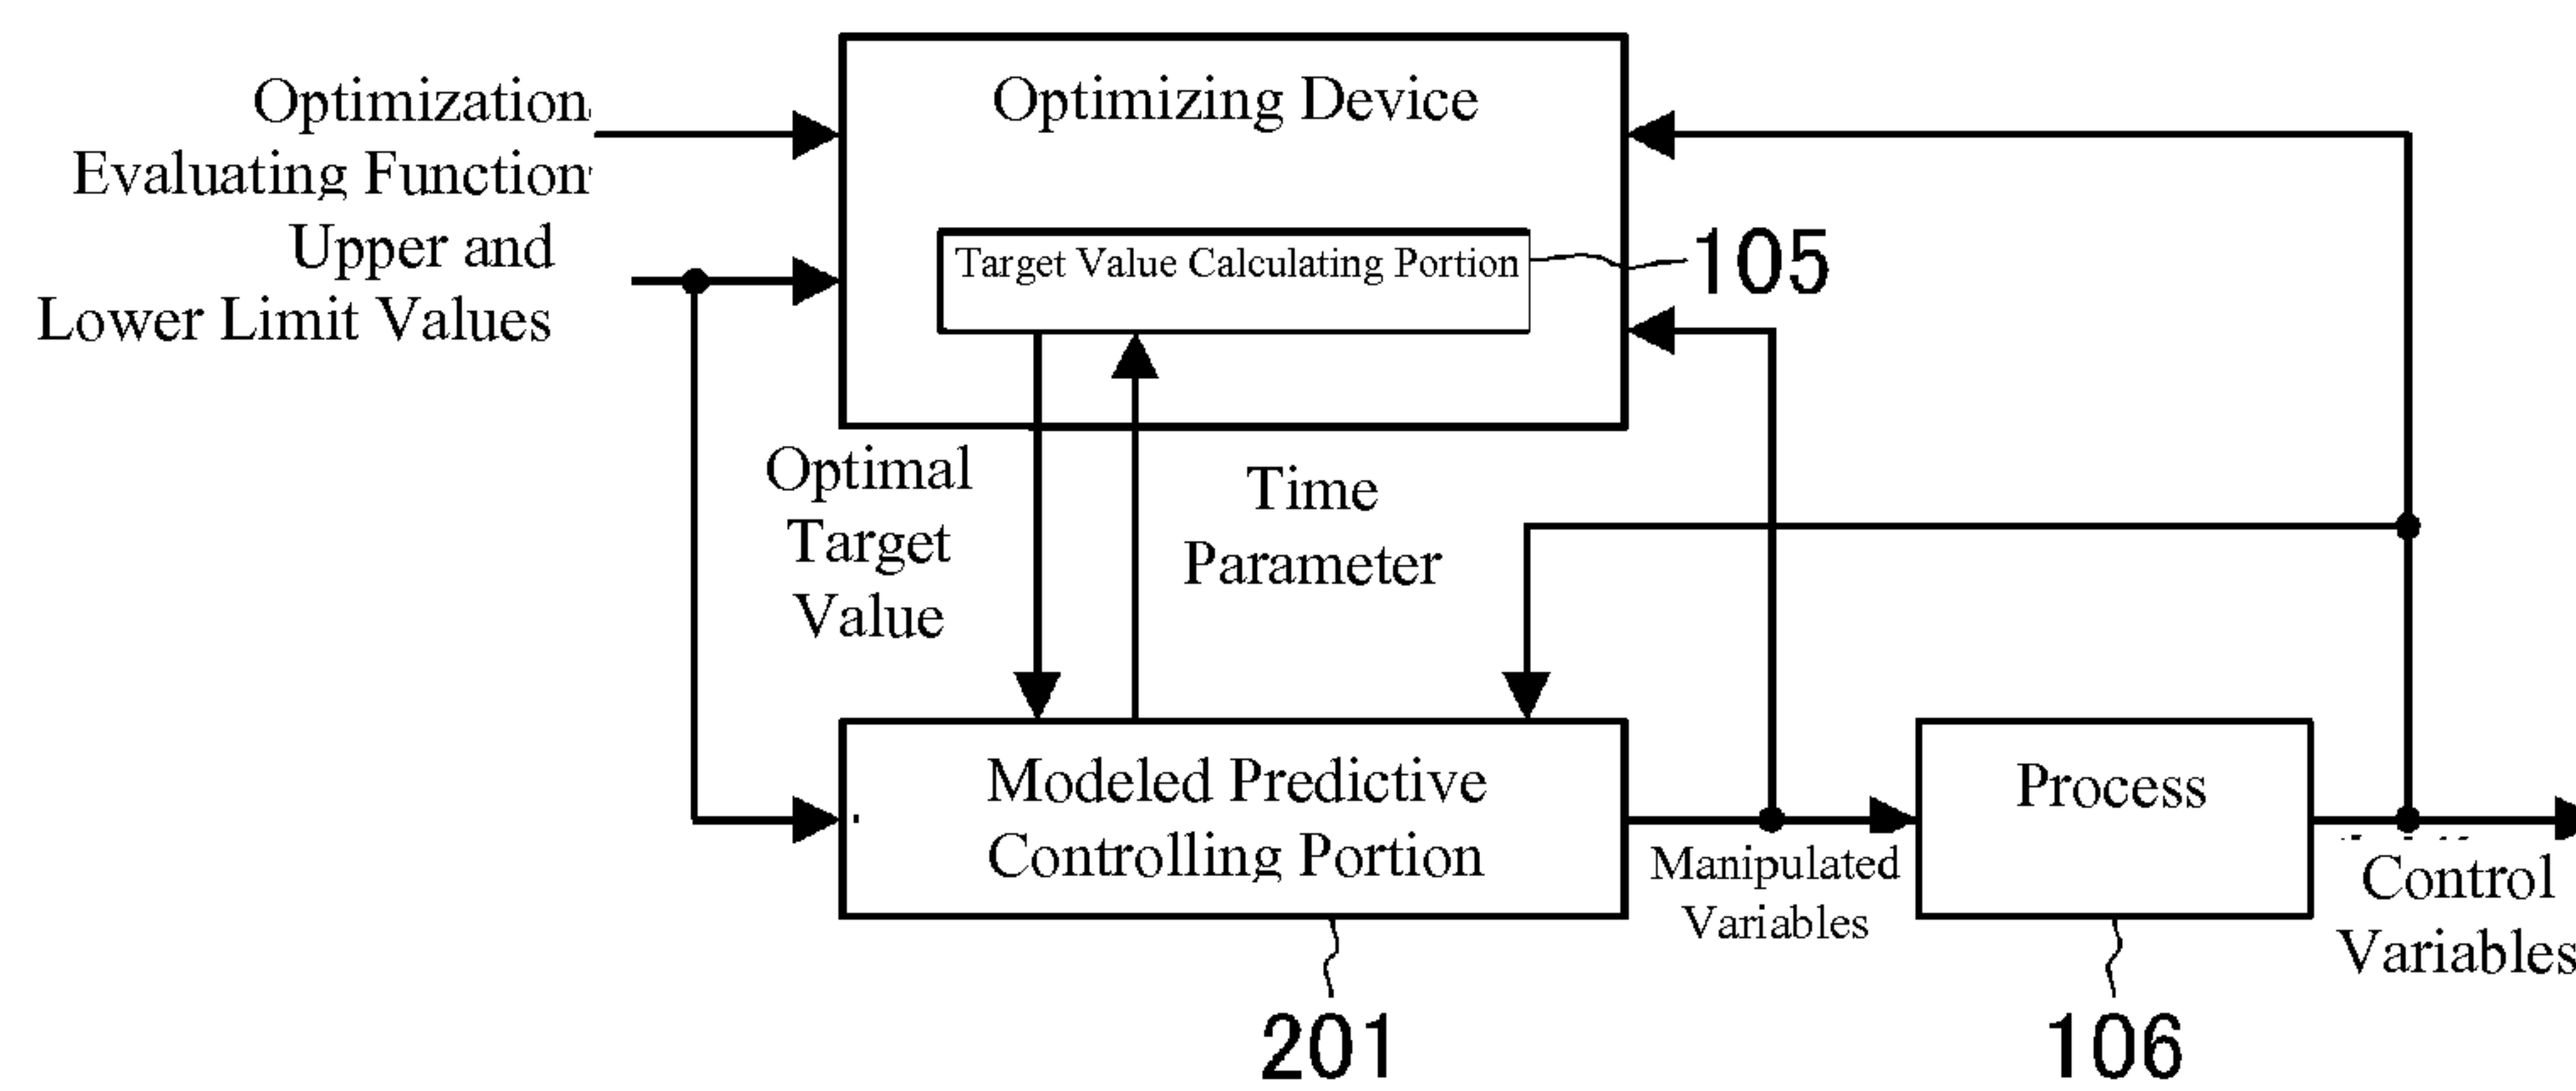 Optimization
Evaluating Function
Upper and
Lower Limit Values
Optimizing Device
Target Value Calculating Portion
105
Optimal
Target
Value
Time
Parameter
Modeled Predictive
Controlling Portion
201
Manipulated
Variables
Process
106
Control
Variables